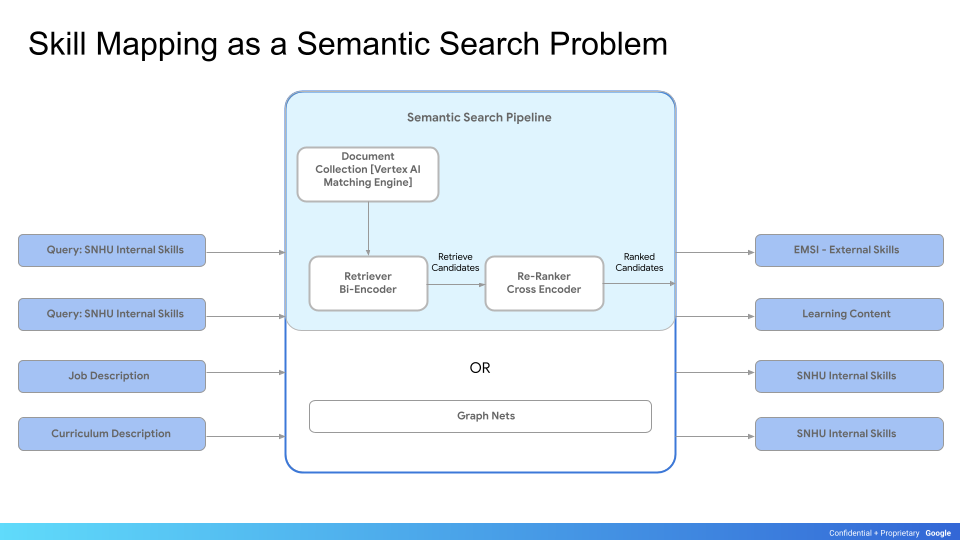 Skill Mapping as a Semantic Search Problem
Semantic Search Pipeline
Document
Collection [Vertex AI
Matching Engine]
Query: SNHU Internal Skills
Query: SNHU Internal Skills
Job Description
Curriculum Description
Retriever
Bi-Encoder
Retrieve
Candidates
Re-Ranker
Cross Encoder
Ranked
Candidates
OR
Graph Nets
EMSI - External Skills
Learning Content
SNHU Internal Skills
SNHU Internal Skills
Confidential + Proprietary Google